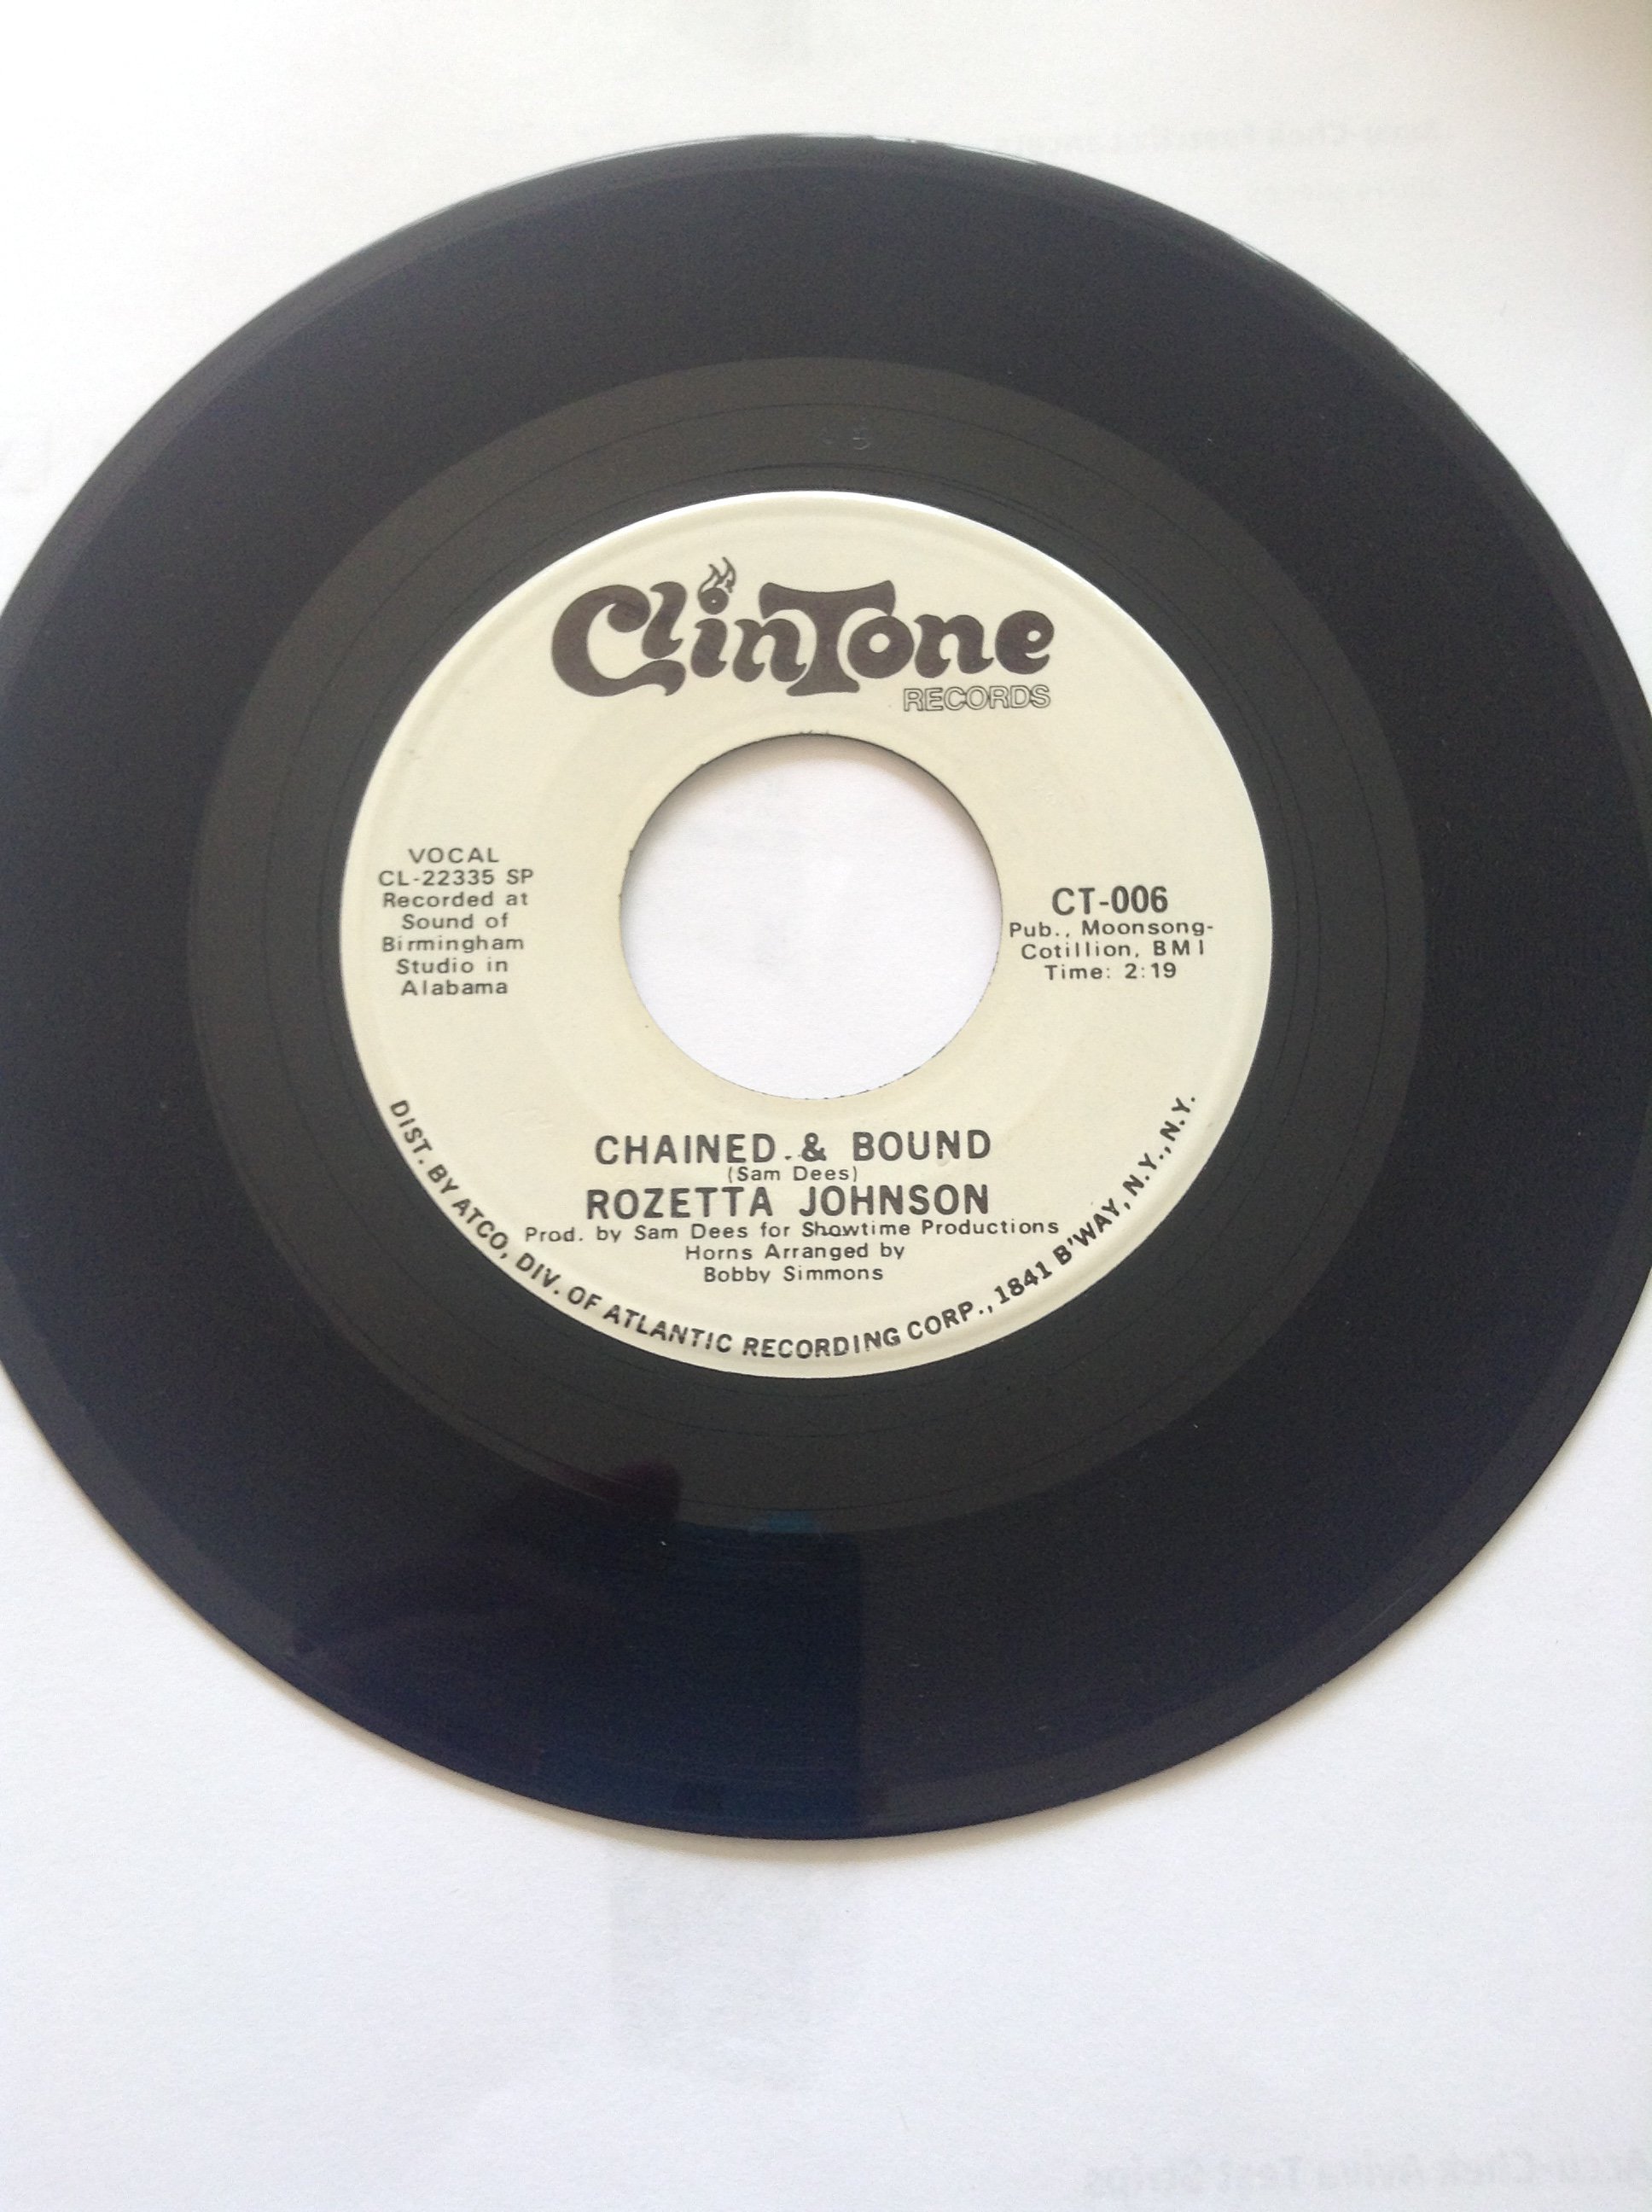 ClinTone
RECORDS
VOCAL
CL-22335 SP
Recorded at
Sound of
Birmingham
Studio in
Alabama
CT-006
Pub., Moonsong-
Cotillion, BMI
Time: 2:19
CHAINED & BOUND
(Sam Dees)
ROZETTA JOHNSON
Prod. by Sam Dees for Showtime Productions
Horns Arranged by
Bobby Simmons
DIST. BY ATCO, DIV. OF ATLANTIC RECORDING CORP., 1841 B'WAY, N.Y., N.Y.